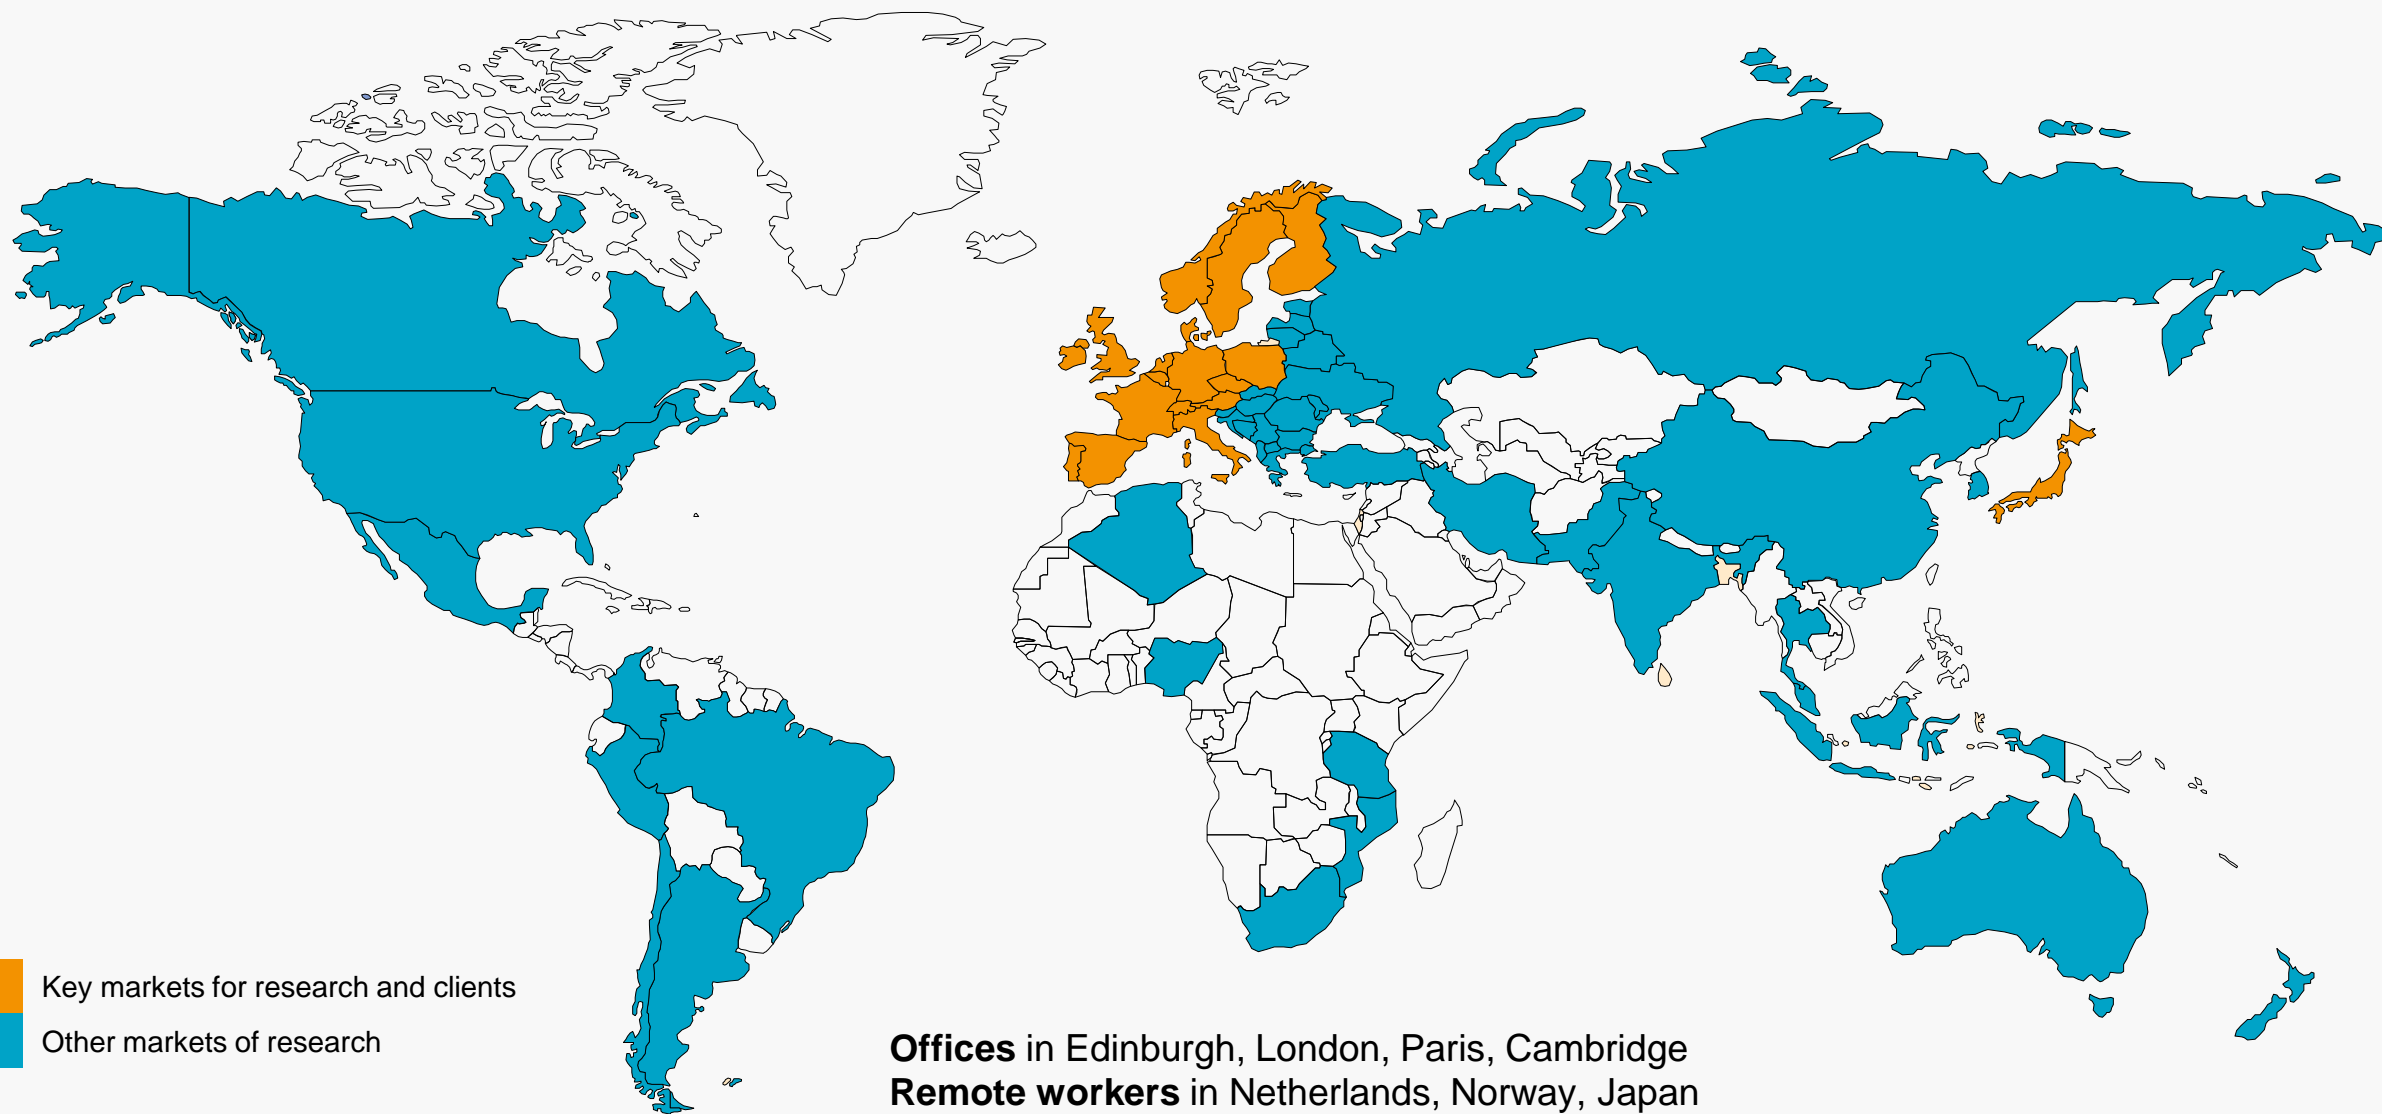 Key markets for research and clients
Other markets of research
Offices in Edinburgh, London, Paris, Cambridge
Remote workers in Netherlands, Norway, Japan